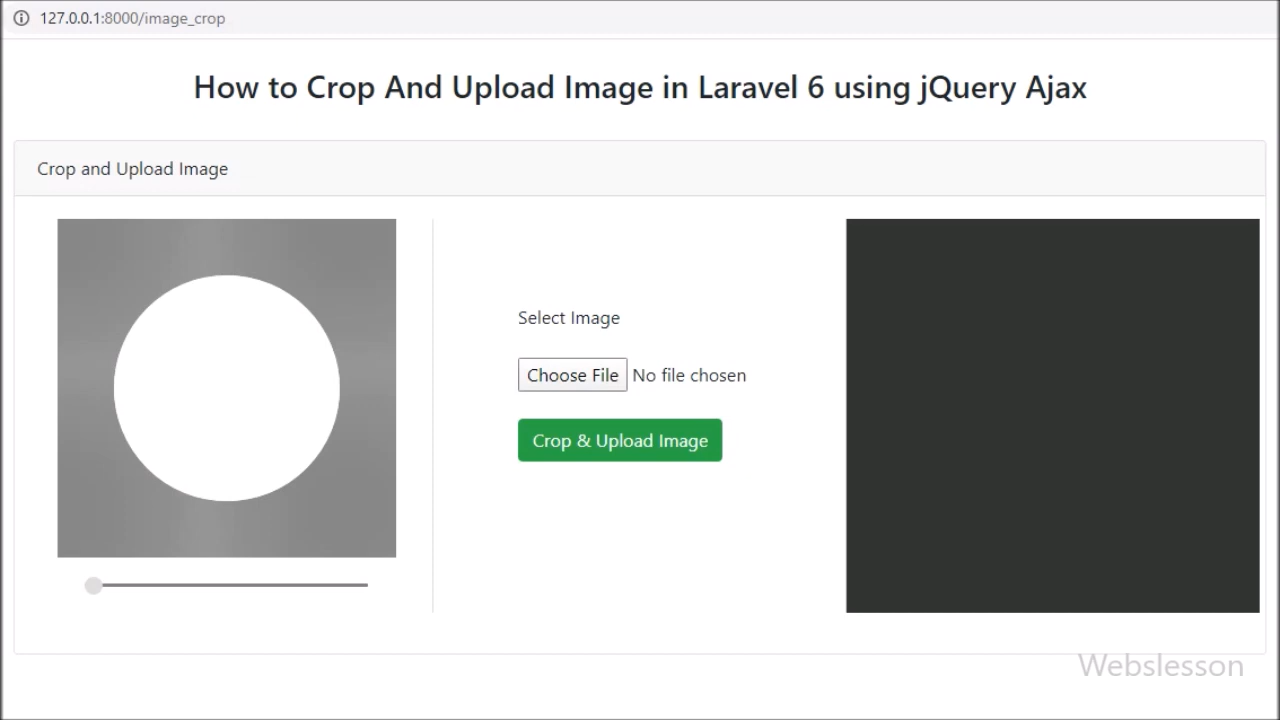 127.0.0.1:8000/image_crop
How to Crop And Upload Image in Laravel 6 using jQuery Ajax
Crop and Upload Image
Select Image
Choose File No file chosen
Crop & Upload Image
Webslesson